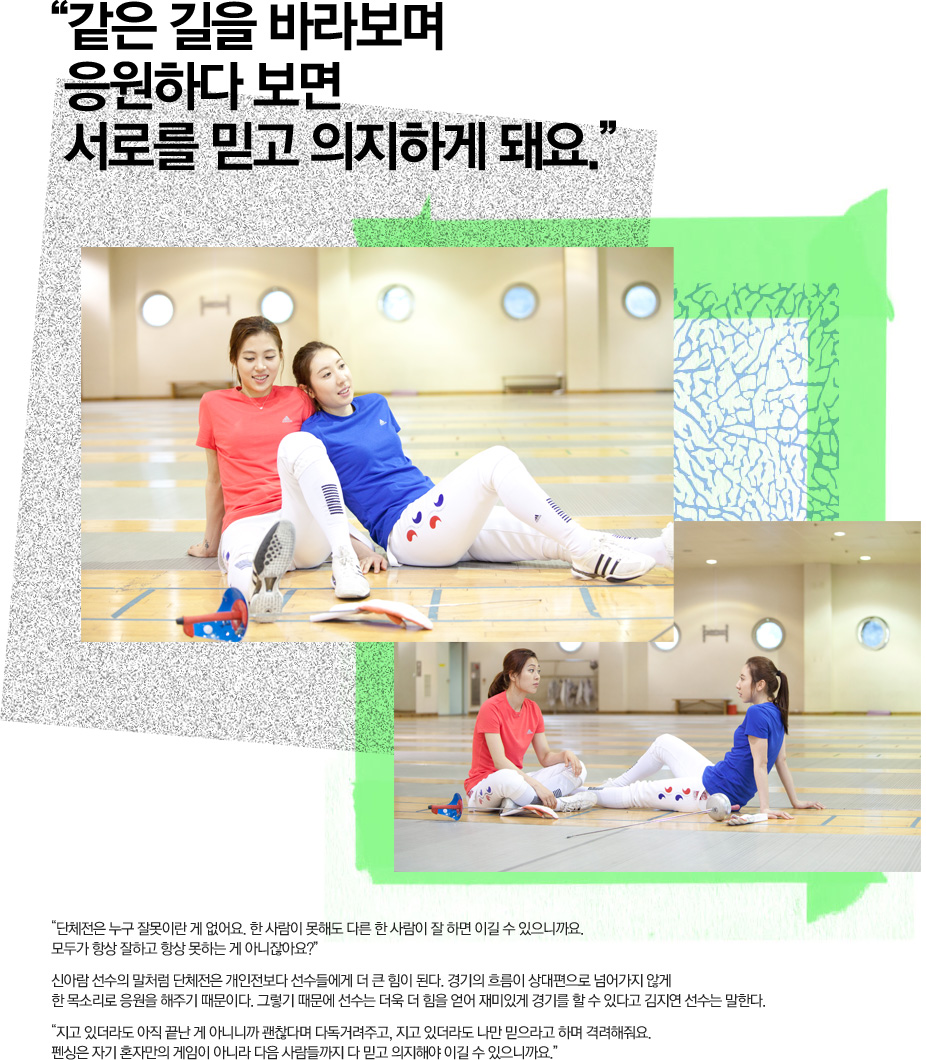 “같은 길을 바라보며
응원하다 보면
서로를 믿고 의지하게 돼요.”
“단체전은 누구 잘못이란 게 없어요. 한 사람이 못해도 다른 한 사람이 잘 하면 이길 수 있으니까요.
모두가 항상 잘하고 항상 못하는 게 아니잖아요?”
신아람 선수의 말처럼 단체전은 개인전보다 선수들에게 더 큰 힘이 된다. 경기의 흐름이 상대편으로 넘어가지 않게
한 목소리로 응원을 해주기 때문이다. 그렇기 때문에 선수는 더욱 더 힘을 얻어 재미있게 경기를 할 수 있다고 김지연 선수는 말한다.
“지고 있더라도 아직 끝난 게 아니니까 괜찮다며 다독거려주고, 지고 있더라도 나만 믿으라고 하며 격려해줘요.
펜싱은 자기 혼자만의 게임이 아니라 다음 사람들까지 다 믿고 의지해야 이길 수 있으니까요.”